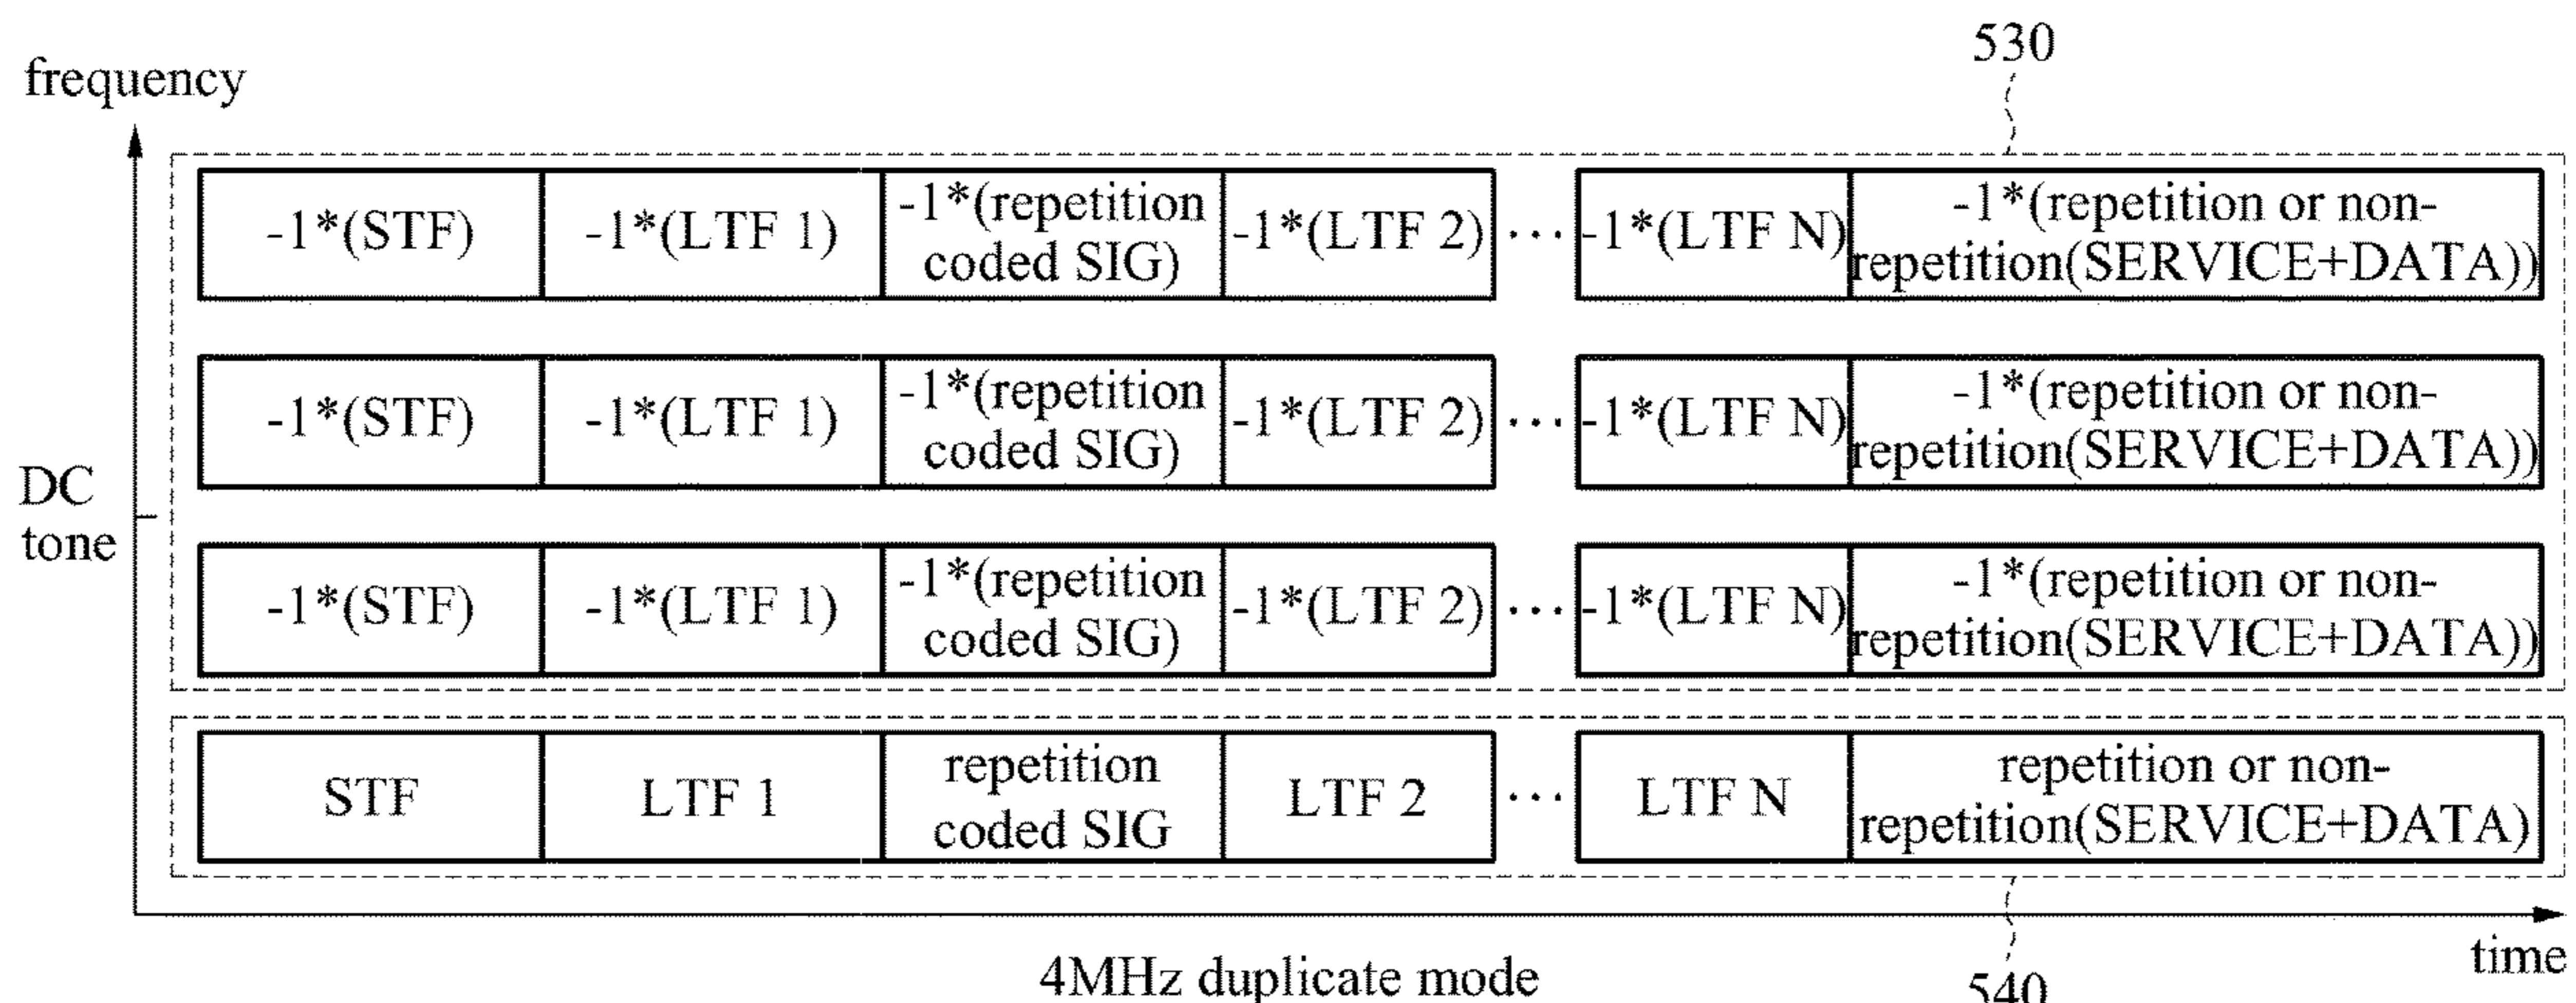 530
frequency
-1*(STF)
-1*(LTF 1)
-1*(repetition
coded SIG)
-1*(LTF 2)
...
-1*(LTF N)
-1*(repetition or non-
repetition(SERVICE+DATA))
-1*(STF)
-1*(LTF 1)
-1*(repetition
coded SIG)
-1*(LTF 2)
...
-1*(LTF N)
-1*(repetition or non-
repetition(SERVICE+DATA))
DC
tone
-1*(STF)
-1*(LTF 1)
-1*(repetition
coded SIG)
-1*(LTF 2)
...
-1*(LTF N)
-1*(repetition or non-
repetition(SERVICE+DATA))
STF
LTF 1
repetition
coded SIG
LTF 2
...
LTF N
repetition or non-
repetition(SERVICE+DATA)
time
4MHz duplicate mode
540